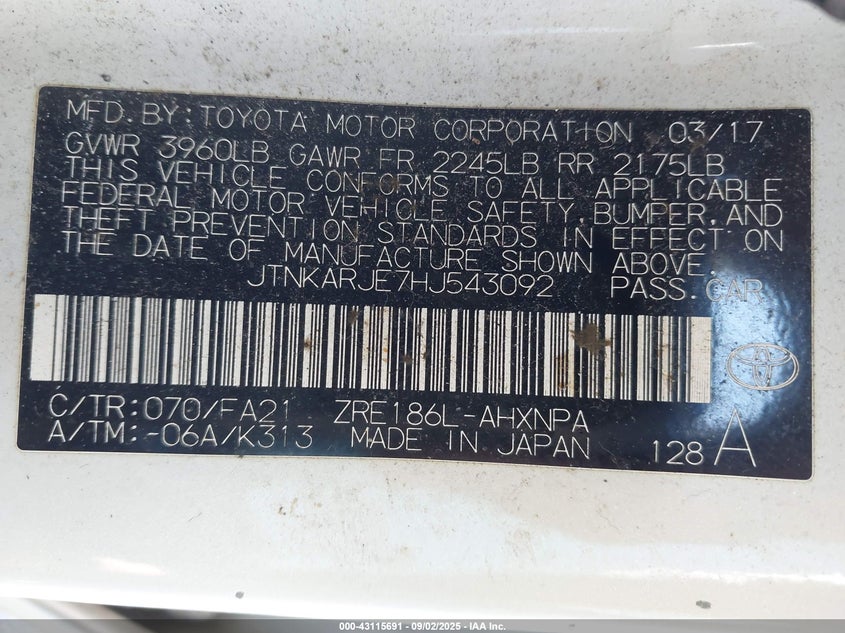 MFD.BY:TOYOTA MOTOR CORPORATION 03/17
GVWR 3960LB GAWR FR 2245LB RR 2175LB
THIS VEHICLE CONFORMS TO ALL APPLICABLE
FEDERAL MOTOR VEHICLE SAFETY,BUMPER,AND
THEFT PREVENTION STANDARDS IN EFFECT ON
THE DATE OF MANUFACTURE SHOWN ABOVE.
JTNKARJE7HJ543092 PASS.CAR
C/TR:070/FA21 ZRE186L-AHXNPA
A/TM:-06A/K313 MADE IN JAPAN 128 A
000-43115691 - 09/02/2025 - IAA Inc.